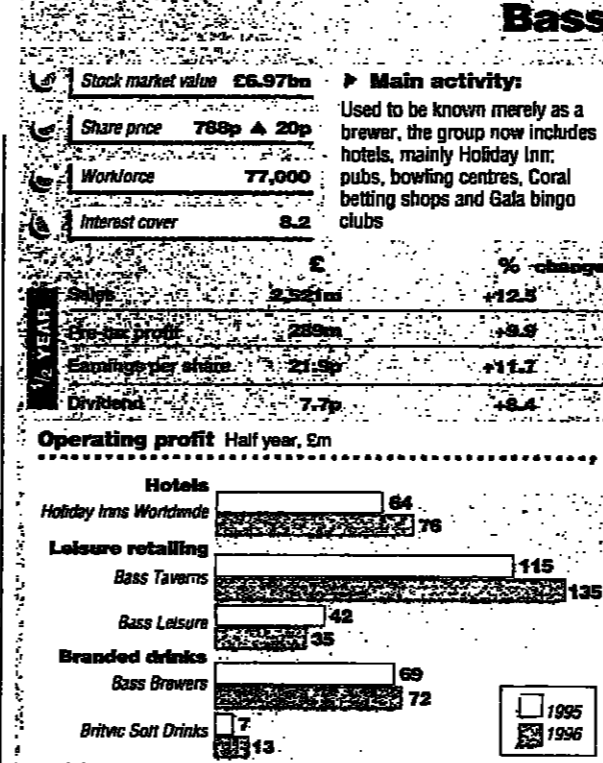 Bass
Stock market value £6.97bn
Share price 788p ▲ 20p
Workforce 77,000
Interest cover 8.2
Main activity:
Used to be known merely as a
brewer, the group now includes
hotels, mainly Holiday Inn;
pubs, bowling centres, Coral
betting shops and Gala bingo
clubs
£ % change
1/2 YEAR
Sales 2,521m +12.5
Pre-tax profit 289m +9.9
Earnings per share 21.9p +11.7
Dividend 7.7p +8.4
Operating profit Half year, £m
Hotels
Holiday Inns Worldwide 64
76
Leisure retailing
Bass Taverns 115
135
Bass Leisure 42
35
Branded drinks
Bass Brewers 69
72
Britvic Soft Drinks 7
13
1995
1996